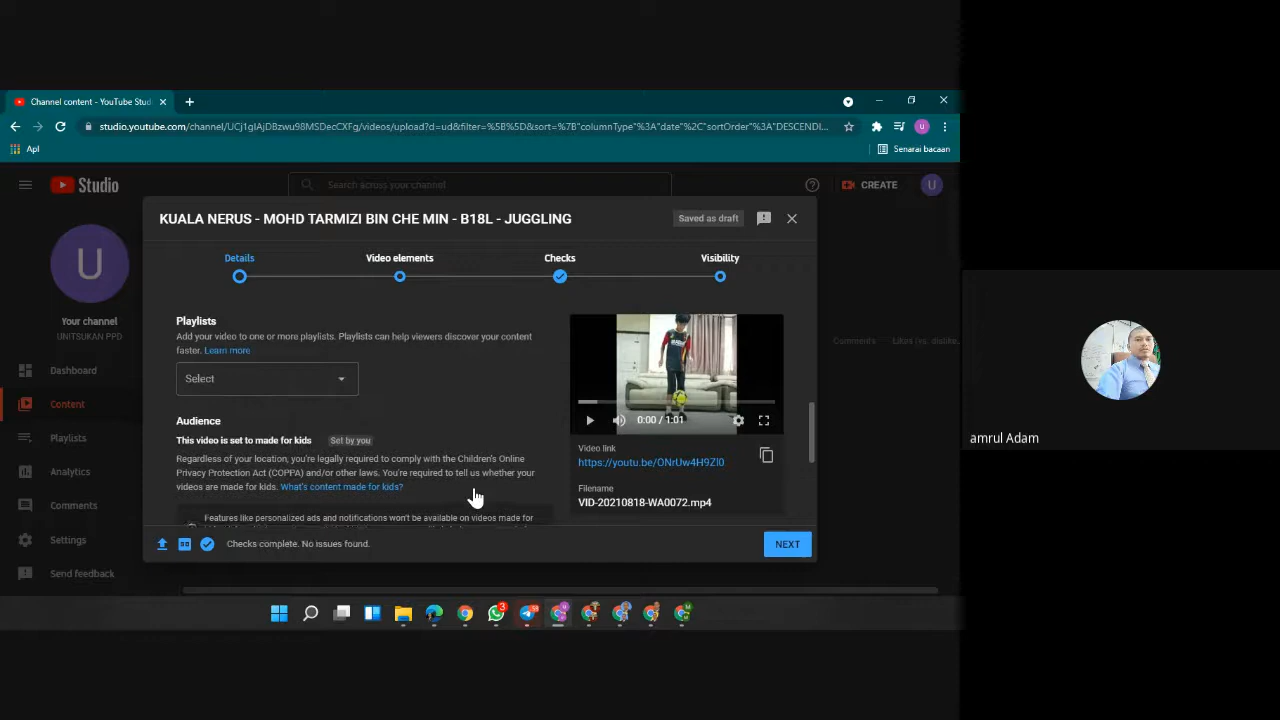 Channel content - YouTube Stud
studio.youtube.com/channel/UCj1glAjDBzwu98MSDecCXFg/videos/upload?d=ud&filter=%5B%5D&sort=%7B"columnType"%3A"date"%2C"sortOrder"%3A"DESCENDI...
Apl
Senarai bacaan
Studio
Search across your channel
CREATE
U
U
Your channel
UNITSUKAN PPD
Dashboard
Content
Playlists
Analytics
Comments
Settings
Send feedback
KUALA NERUS - MOHD TARMIZI BIN CHE MIN - B18L - JUGGLING
Saved as draft
Details
Video elements
Checks
Visibility
Playlists
Add your video to one or more playlists. Playlists can help viewers discover your content
faster. Learn more
Select
Audience
This video is set to made for kids Set by you
Regardless of your location, you're legally required to comply with the Children's Online
Privacy Protection Act (COPPA) and/or other laws. You're required to tell us whether your
videos are made for kids. What's content made for kids?
Features like personalized ads and notifications won't be available on videos made for
0:00 / 1:01
Video link
https://youtu.be/ONrUw4H9Zl0
Filename
VID-20210818-WA0072.mp4
Checks complete. No issues found.
NEXT
Comments
Likes (vs. dislike...
3
amrul Adam